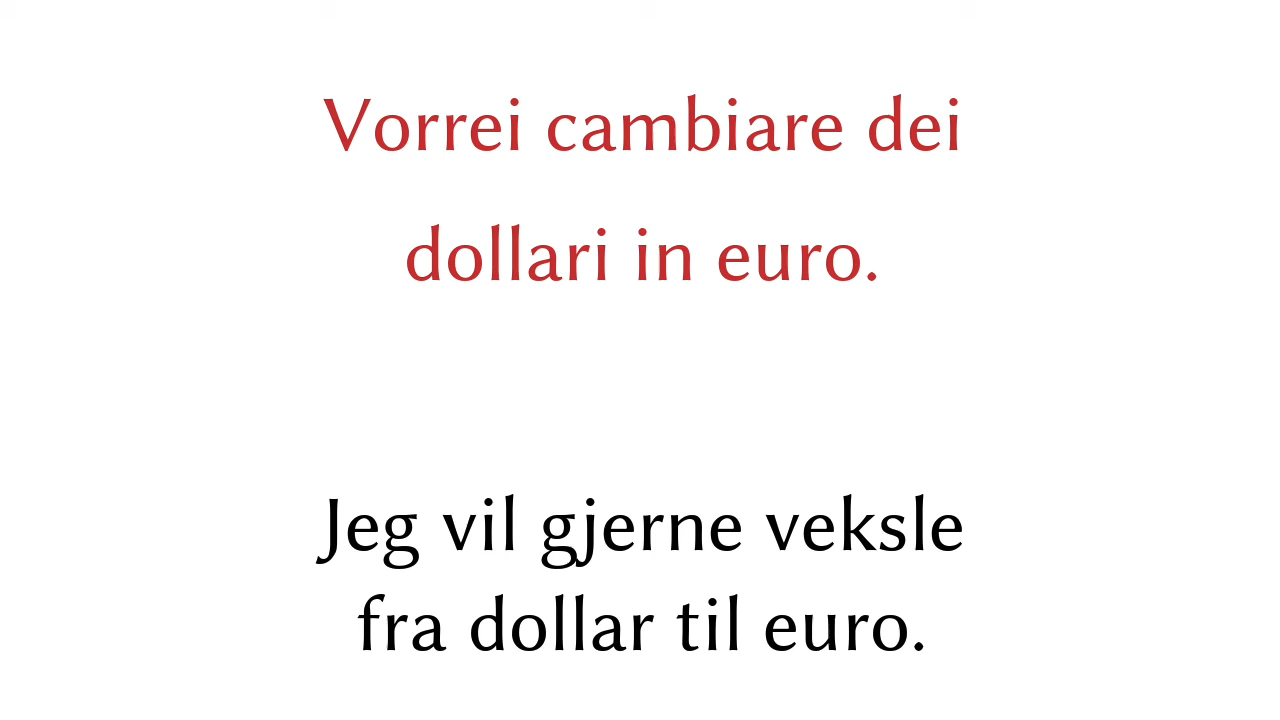 Vorrei cambiare dei
dollari in euro.
Jeg vil gjerne veksle
fra dollar til euro.